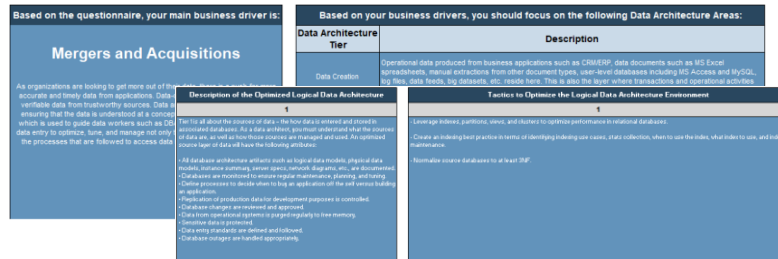 Based on the questionnaire, your main business driver is:
Mergers and Acquisitions
As organizations are looking to get more out of their
accurate and timely data from applications. Data-
verifiable data from trustworthy sources. Data a
ensuring that the data is understood at a concep
which is used to guide data workers such as DB
data entry to optimize, tune, and manage not only
the processes that are followed to access data
Based on your business drivers, you should focus on the following Data Architecture Areas:
Data Architecture
Tier
Description
Data Creation
Operational data produced from business applications such as CRM/ERP, data documents such as MS Excel
spreadsheets, manual extractions from other document types, user-level databases including MS Access and MySQL,
log files, data feeds, big datasets, etc. reside here. This is also the layer where transactions and operational activities
Description of the Optimized Logical Data Architecture
1
Tier 1 is all about the sources of data – the how data is entered and stored in
associated databases. As a data architect, you must understand what the sources
of data are, as well as how those sources are managed and used. An optimized
source layer of data will have the following attributes:
• All database architecture artifacts such as logical data models, physical data
models, instance summary, server specs, network diagrams, etc., are documented.
• Databases are monitored to ensure regular maintenance, planning, and tuning.
• Define processes to decide when to buy an application off the shelf versus building
an application.
• Replication of production data for development purposes is controlled.
• Database changes are reviewed and approved.
• Data from operational systems is purged regularly to free memory.
• Sensitive data is protected.
• Data entry standards are defined and followed.
• Database outages are handled appropriately.
Tactics to Optimize the Logical Data Architecture Environment
1
- Leverage indexes, partitions, views, and clusters to optimize performance in relational databases.
- Create an indexing best practice in terms of identifying indexing use cases, stats collection, when to use the index, what index to use, and ind
maintenance.
- Normalize source databases to at least 3NF.